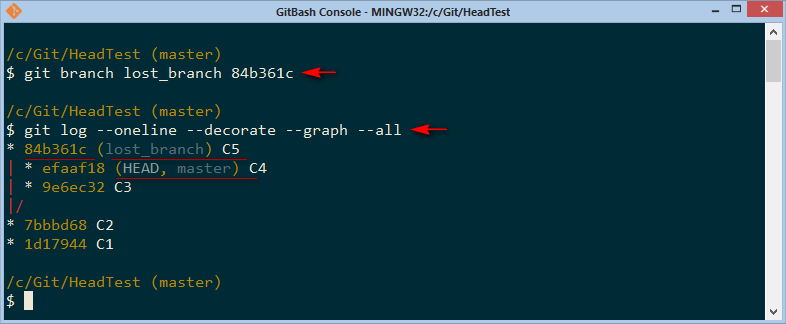 GitBash Console - MINGW32:/c/Git/HeadTest
/c/Git/HeadTest (master)
$ git branch lost_branch 84b361c
/c/Git/HeadTest (master)
$ git log --oneline --decorate --graph --all
* 84b361c (lost_branch) C5
| * efaaf18 (HEAD, master) C4
| * 9e6ec32 C3
|/
* 7bbbd68 C2
* 1d17944 C1
/c/Git/HeadTest (master)
$